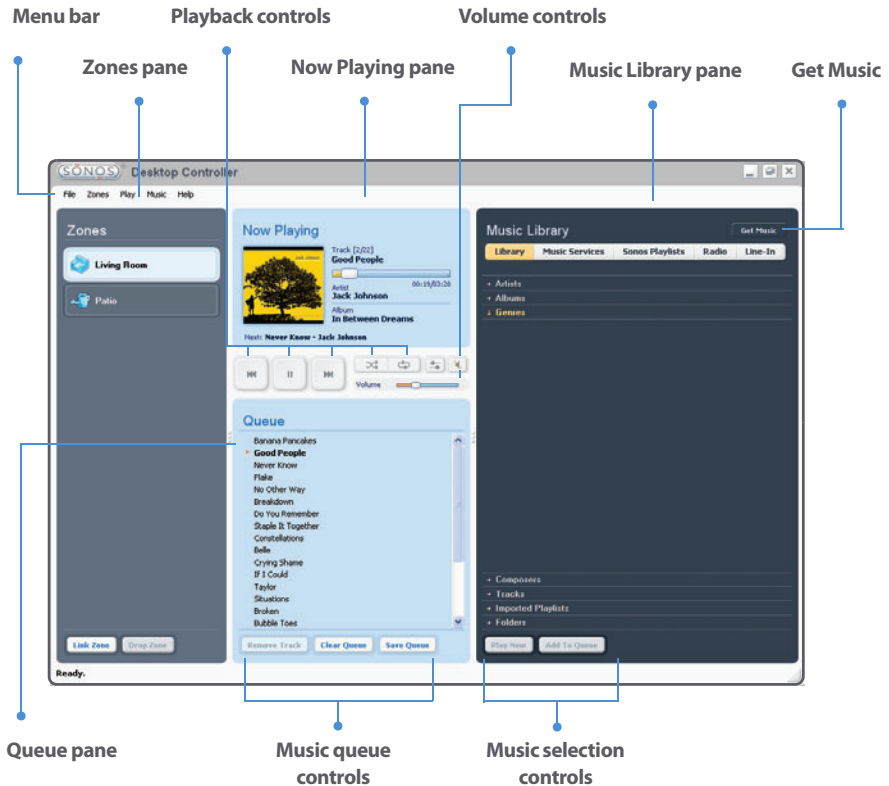 Menu bar
Playback controls
Volume controls
Zones pane
Now Playing pane
Music Library pane
Get Music
SONOS Desktop Controller
File Zones Play Music Help
Zones
Living Room
Patio
Link Zone Drop Zone
Ready.
Now Playing
Track [2/22]
Good People
00:19/03:20
Artist
Jack Johnson
Album
In Between Dreams
Next: Never Know - Jack Johnson
Volume
Queue
Banana Pancakes
Good People
Never Know
Flake
No Other Way
Breakdown
Do You Remember
Staple It Together
Constellations
Belle
Crying Shame
If I Could
Taylor
Situations
Broken
Bubble Toes
Remove Track Clear Queue Save Queue
Music Library
Get Music
Library Music Services Sonos Playlists Radio Line-In
Artists
Albums
Genres
Composers
Tracks
Imported Playlists
Folders
Play Now Add To Queue
Queue pane
Music queue
controls
Music selection
controls